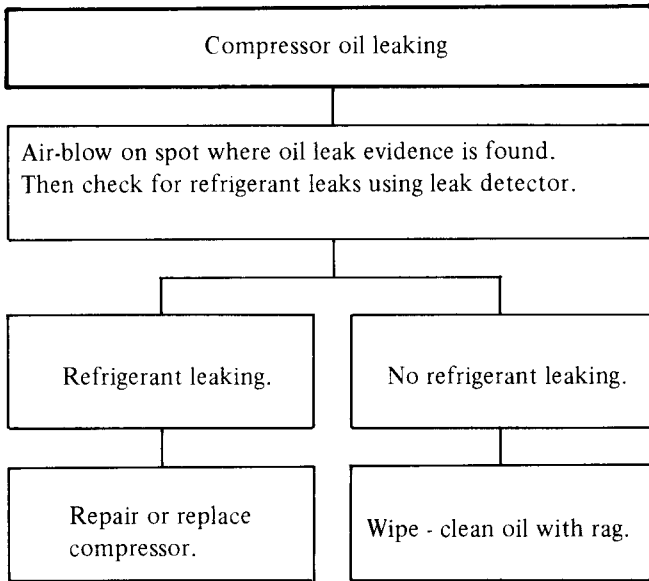 Compressor oil leaking
Air-blow on spot where oil leak evidence is found.
Then check for refrigerant leaks using leak detector.
Refrigerant leaking.
No refrigerant leaking.
Repair or replace
compressor.
Wipe - clean oil with rag.